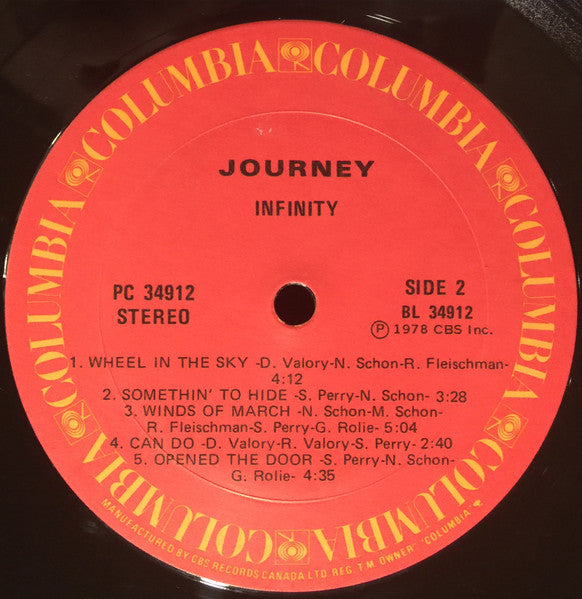 COLUMBIA COLUMBIA COLUMBIA COLUMBIA COLUMBIA COLUMBIA
JOURNEY
INFINITY
PC 34912
STEREO
SIDE 2
BL 34912
Ⓟ 1978 CBS Inc.
1. WHEEL IN THE SKY -D. Valory-N. Schon-R. Fleischman-
4:12
2. SOMETHIN' TO HIDE -S. Perry-N. Schon- 3:28
3. WINDS OF MARCH -N. Schon-M. Schon-
R. Fleischman-S. Perry-G. Rolie- 5:04
4. CAN DO -D. Valory-R. Valory-S. Perry- 2:40
5. OPENED THE DOOR -S. Perry-N. Schon-
G. Rolie- 4:35
MANUFACTURED BY CBS RECORDS CANADA LTD REG. T.M. OWNER "COLUMBIA"